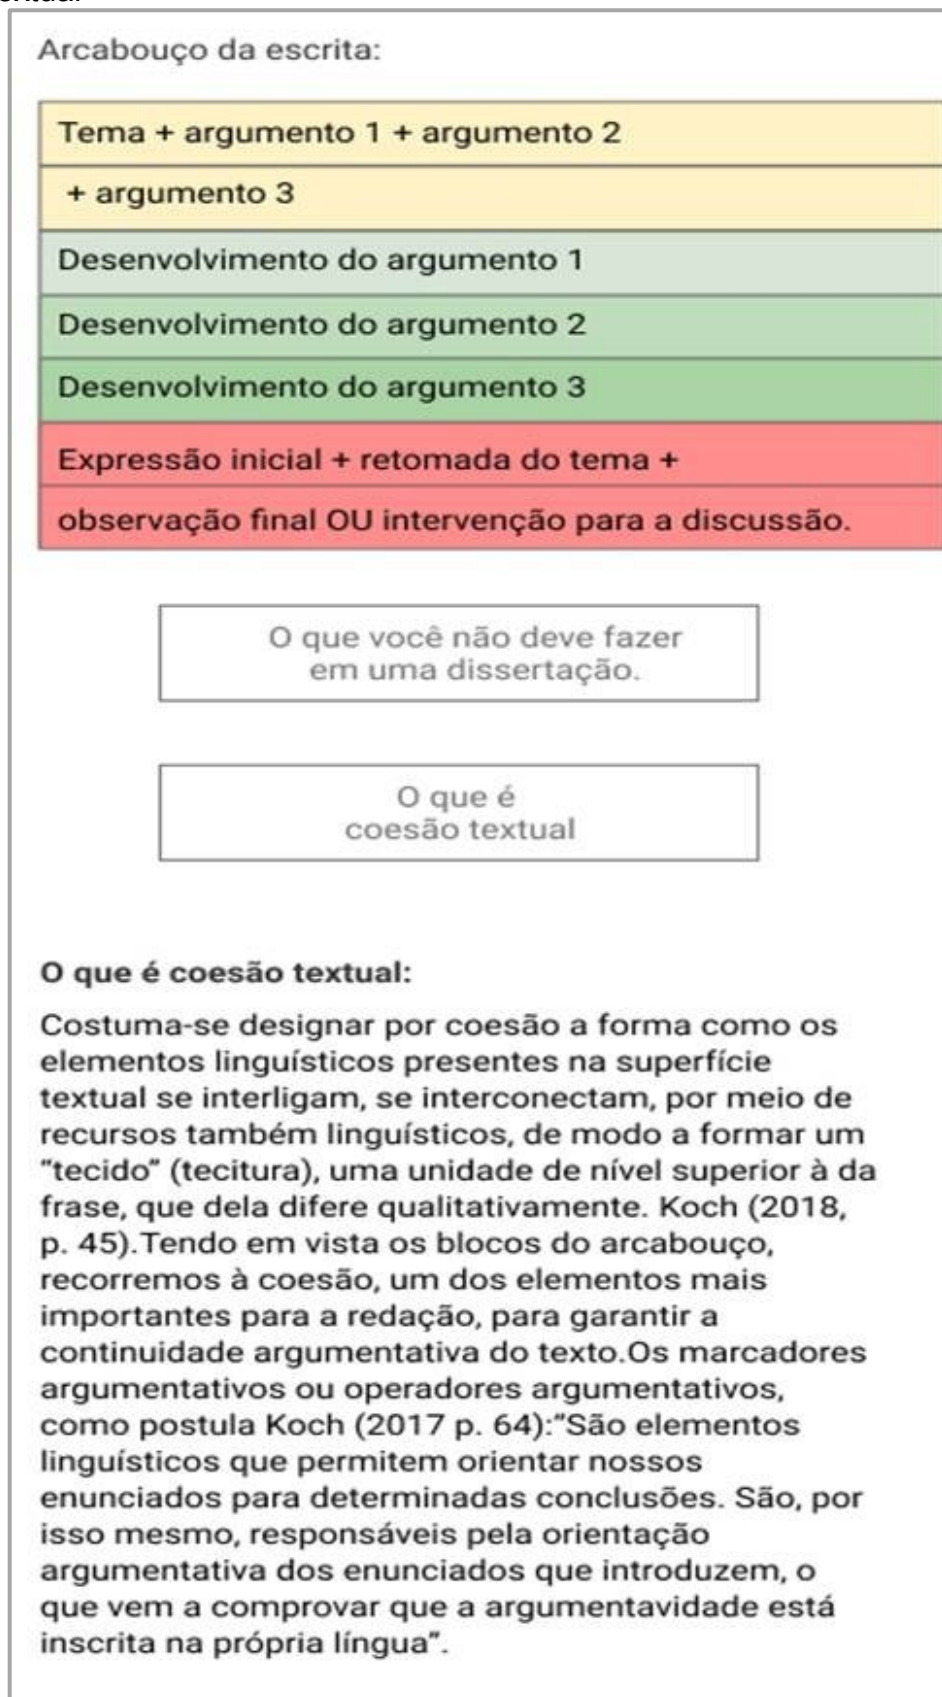 Arcabouço da escrita:
Tema + argumento 1 + argumento 2
+ argumento 3
Desenvolvimento do argumento 1
Desenvolvimento do argumento 2
Desenvolvimento do argumento 3
Expressão inicial + retomada do tema +
observação final OU intervenção para a discussão.
O que você não deve fazer
em uma dissertação.
O que é
coesão textual
O que é coesão textual:
Costuma-se designar por coesão a forma como os
elementos linguísticos presentes na superfície
textual se interligam, se interconectam, por meio de
recursos também linguísticos, de modo a formar um
“tecido” (tecitura), uma unidade de nível superior à da
frase, que dela difere qualitativamente. Koch (2018,
p. 45).Tendo em vista os blocos do arcabouço,
recorremos à coesão, um dos elementos mais
importantes para a redação, para garantir a
continuidade argumentativa do texto.Os marcadores
argumentativos ou operadores argumentativos,
como postula Koch (2017 p. 64):”São elementos
linguísticos que permitem orientar nossos
enunciados para determinadas conclusões. São, por
isso mesmo, responsáveis pela orientação
argumentativa dos enunciados que introduzem, o
que vem a comprovar que a argumentavidade está
inscrita na própria língua”.